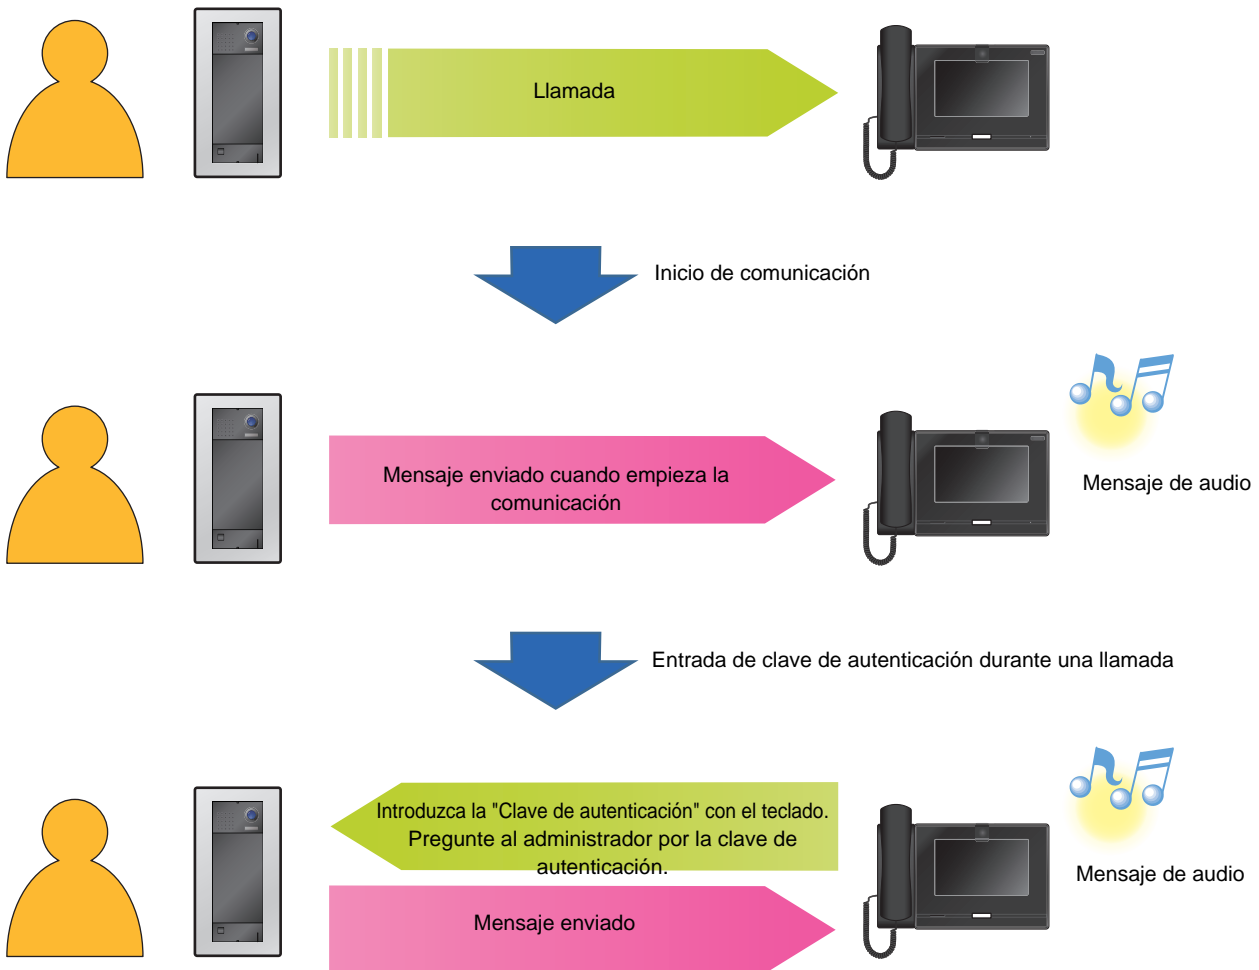 Llamada
Inicio de comunicación
Mensaje enviado cuando empieza la
comunicación
Mensaje de audio
Entrada de clave de autenticación durante una llamada
Introduzca la "Clave de autenticación" con el teclado.
Pregunte al administrador por la clave de
autenticación.
Mensaje de audio
Mensaje enviado